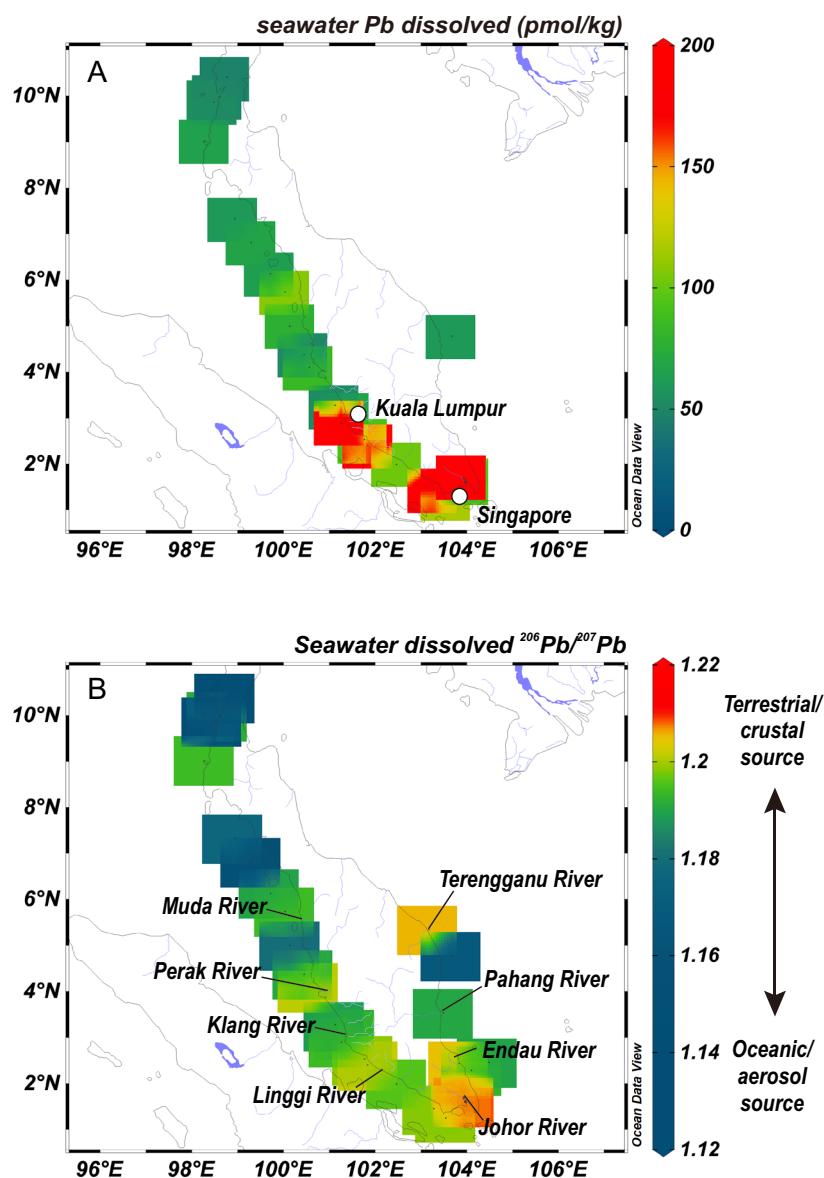 seawater Pb dissolved (pmol/kg)
A
10°N
8°N
6°N
4°N
2°N
96°E 98°E 100°E 102°E 104°E 106°E
Kuala Lumpur
Singapore
Ocean Data View
200
150
100
50
0
Seawater dissolved ²⁰⁶Pb/²⁰⁷Pb
B
10°N
8°N
6°N
4°N
2°N
96°E 98°E 100°E 102°E 104°E 106°E
Terengganu River
Muda River
Perak River
Pahang River
Klang River
Endau River
Linggi River
Johor River
Ocean Data View
1.22
1.2
1.18
1.16
1.14
1.12
Terrestrial/
crustal
source
Oceanic/
aerosol
source